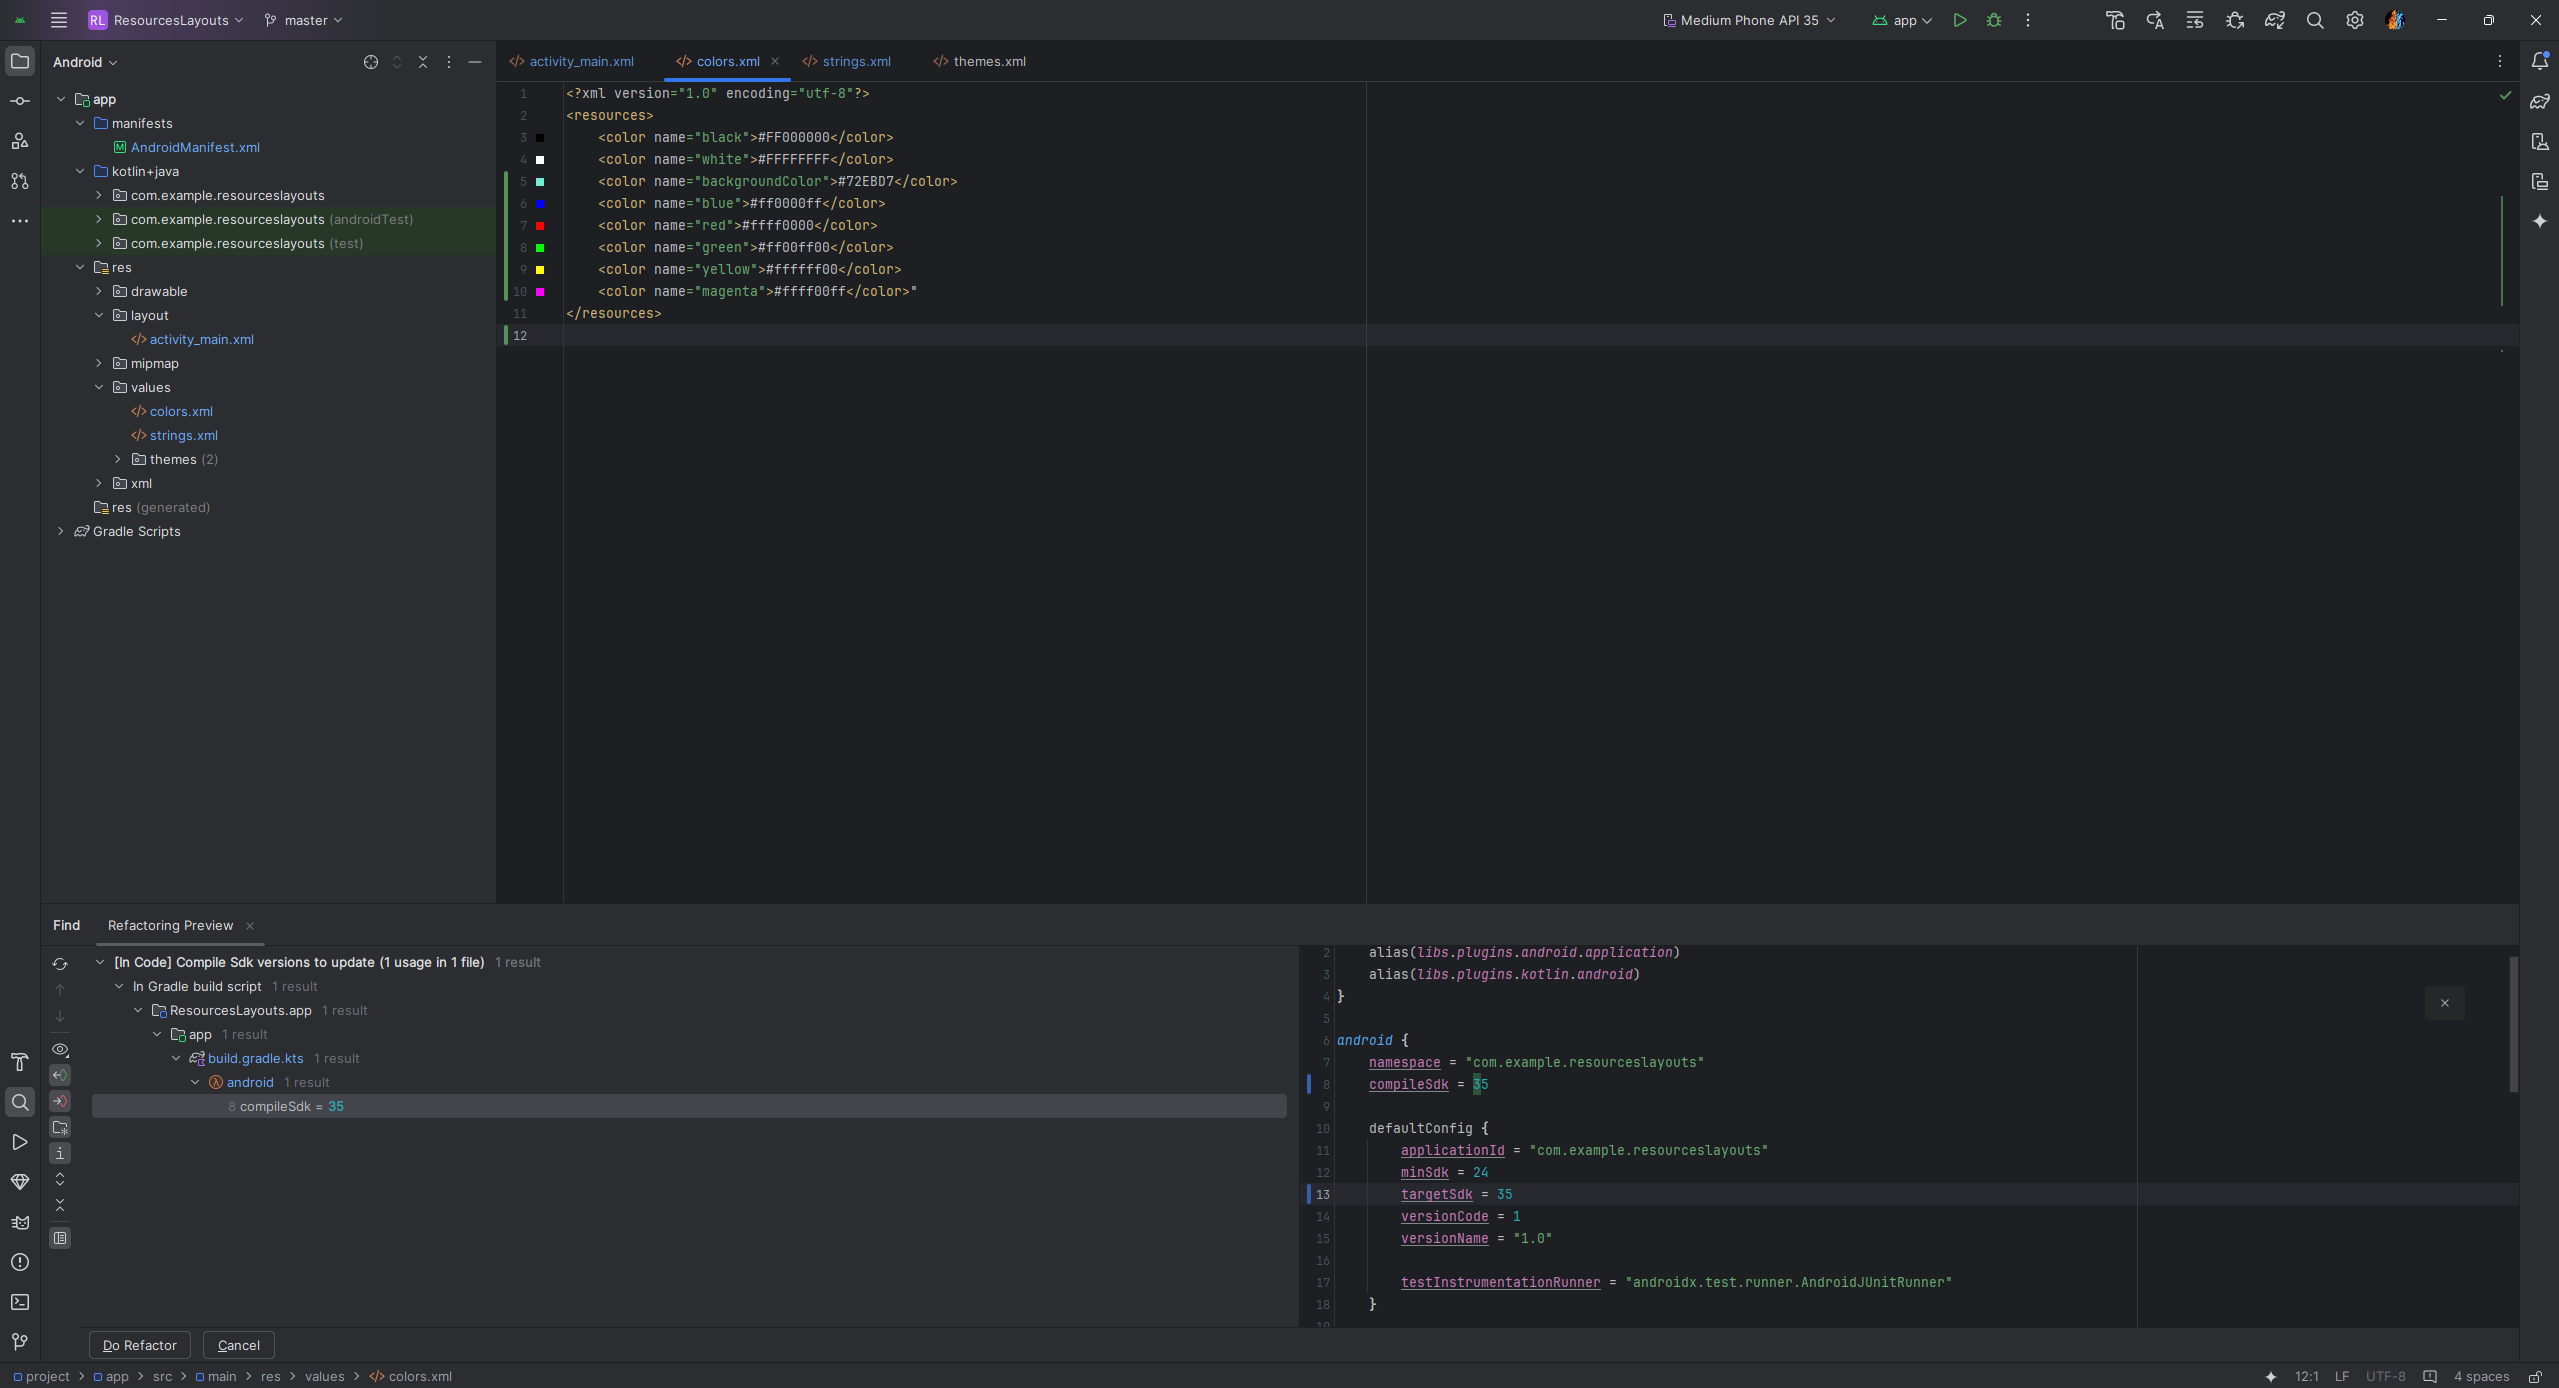 RL ResourcesLayouts master Medium Phone API 35 app
Android
app
manifests
AndroidManifest.xml
kotlin+java
com.example.resourceslayouts
com.example.resourceslayouts (androidTest)
com.example.resourceslayouts (test)
res
drawable
layout
activity_main.xml
mipmap
values
colors.xml
strings.xml
themes (2)
xml
res (generated)
Gradle Scripts
activity_main.xml colors.xml strings.xml themes.xml
1 <?xml version="1.0" encoding="utf-8"?>
2 <resources>
3 <color name="black">#FF000000</color>
4 <color name="white">#FFFFFFFF</color>
5 <color name="backgroundColor">#72EBD7</color>
6 <color name="blue">#ff0000ff</color>
7 <color name="red">#ffff0000</color>
8 <color name="green">#ff00ff00</color>
9 <color name="yellow">#ffffff00</color>
10 <color name="magenta">#ffff00ff</color>"
11 </resources>
12
Find Refactoring Preview
[In Code] Compile Sdk versions to update (1 usage in 1 file) 1 result
In Gradle build script 1 result
ResourcesLayouts.app 1 result
app 1 result
build.gradle.kts 1 result
android 1 result
8 compileSdk = 35
2 alias(libs.plugins.android.application)
3 alias(libs.plugins.kotlin.android)
4 }
5
6 android {
7 namespace = "com.example.resourceslayouts"
8 compileSdk = 35
9
10 defaultConfig {
11 applicationId = "com.example.resourceslayouts"
12 minSdk = 24
13 targetSdk = 35
14 versionCode = 1
15 versionName = "1.0"
16
17 testInstrumentationRunner = "androidx.test.runner.AndroidJUnitRunner"
18 }
19
Do Refactor Cancel
project > app > src > main > res > values > colors.xml 12:1 LF UTF-8 4 spaces